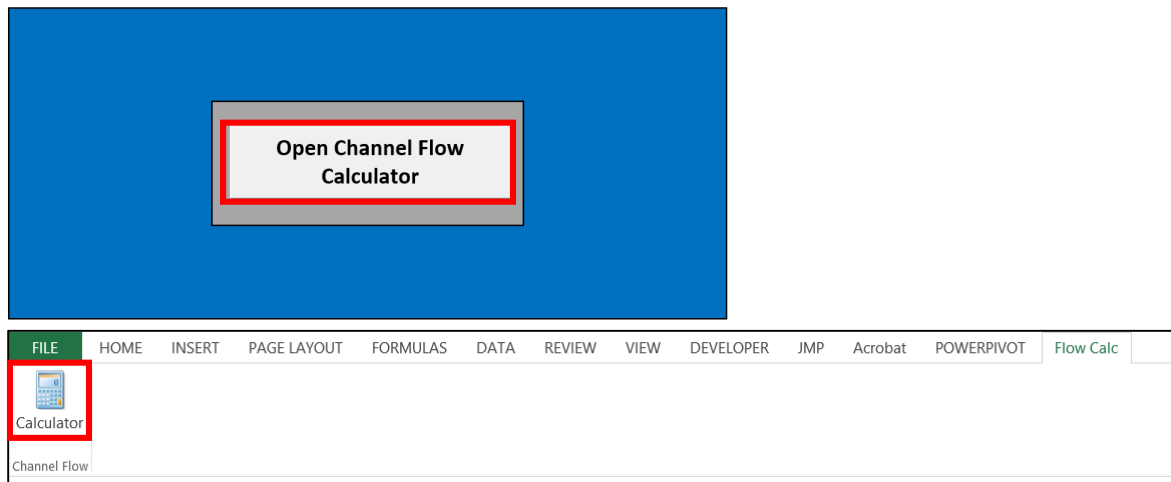 Open Channel Flow
Calculator
FILE HOME INSERT PAGE LAYOUT FORMULAS DATA REVIEW VIEW DEVELOPER JMP Acrobat POWERPIVOT Flow Calc
Calculator
Channel Flow